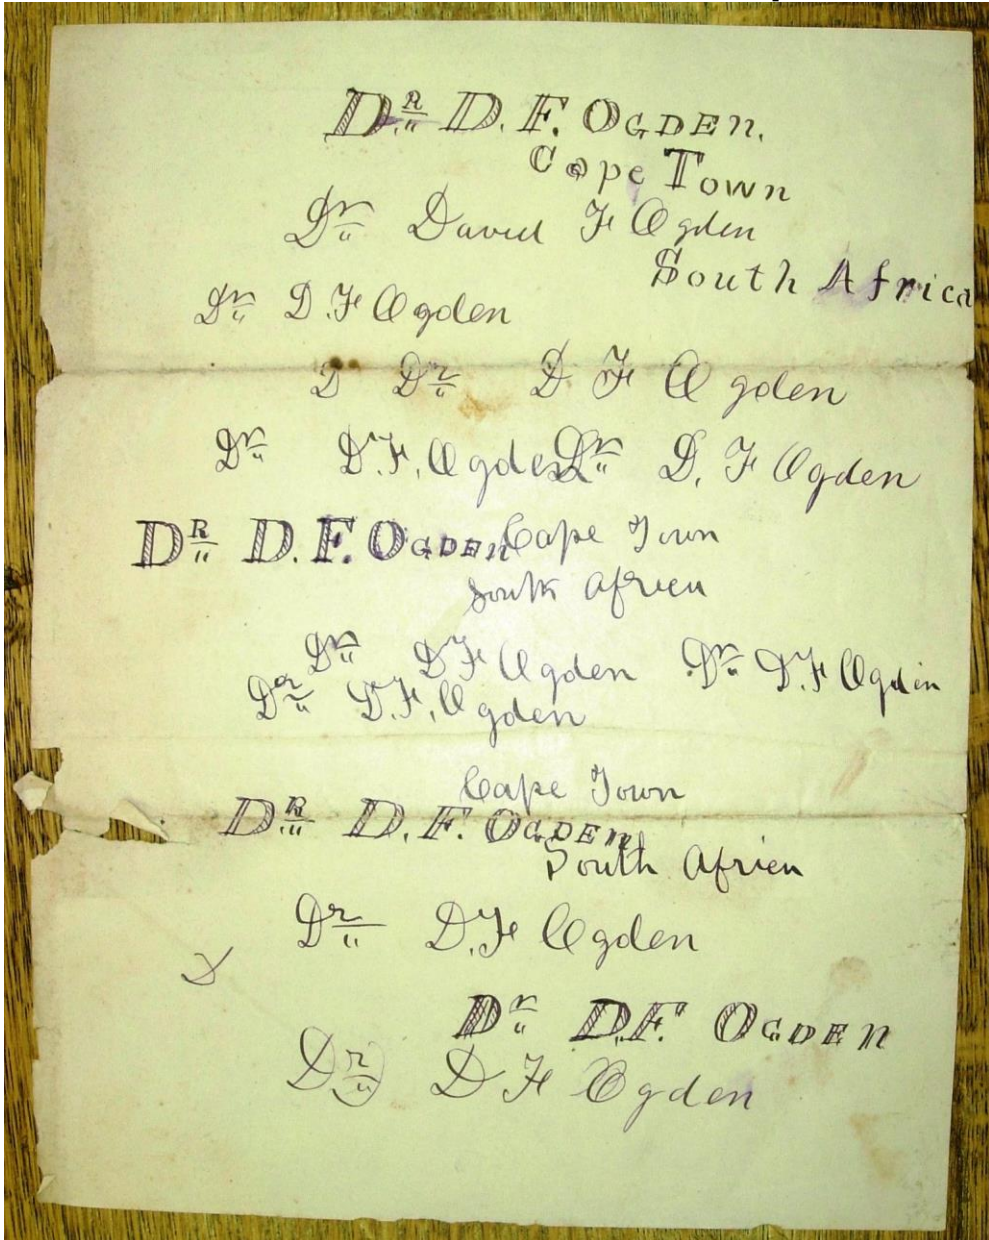 Dr D. F. Ogden.
Cape Town
Dr David F Ogden
South Africa
Dr D. F Ogden
D Dr D F Ogden
Dr D. F. Ogden Dr D. F Ogden
Dr D. F. Ogden Cape Town
South Africa
Dr D F Ogden Dr D. F Ogden
Dr D. F. Ogden
Cape Town
Dr D. F. Ogden
South Africa
Dr D. F Ogden
D
Dr D.F. Ogden
Dr D F Ogden